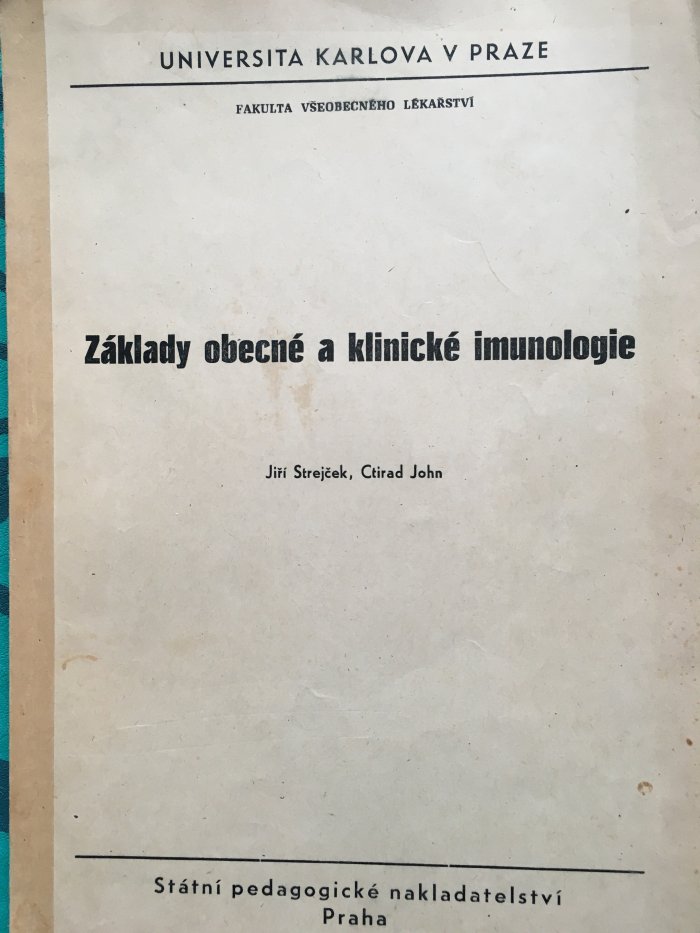 UNIVERSITA KARLOVA V PRAZE
FAKULTA VŠEOBECNÉHO LÉKAŘSTVÍ
Základy obecné a klinické imunologie
Jiří Strejček, Ctirad John
Státní pedagogické nakladatelství
Praha